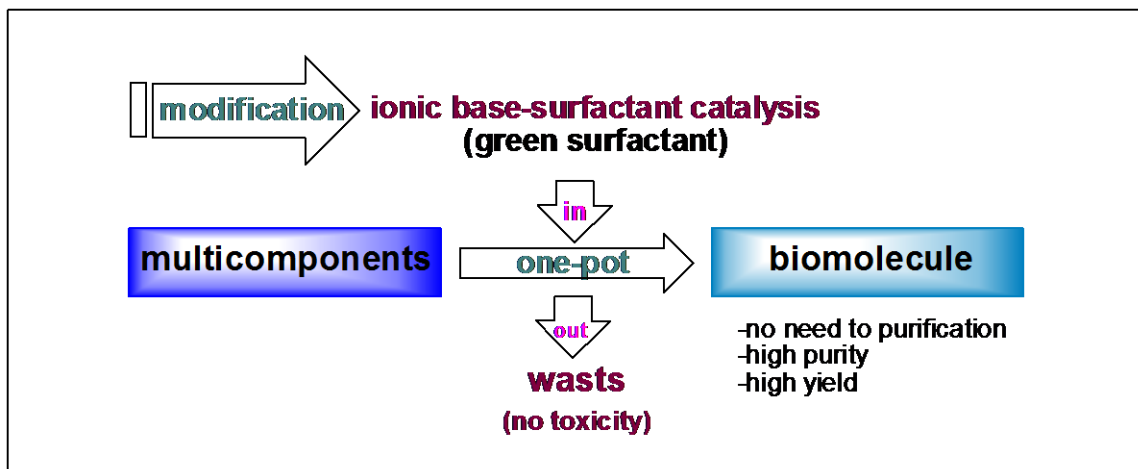 modification
ionic base-surfactant catalysis
(green surfactant)
in
multicomponents
one-pot
biomolecule
out
wasts
(no toxicity)
-no need to purification
-high purity
-high yield